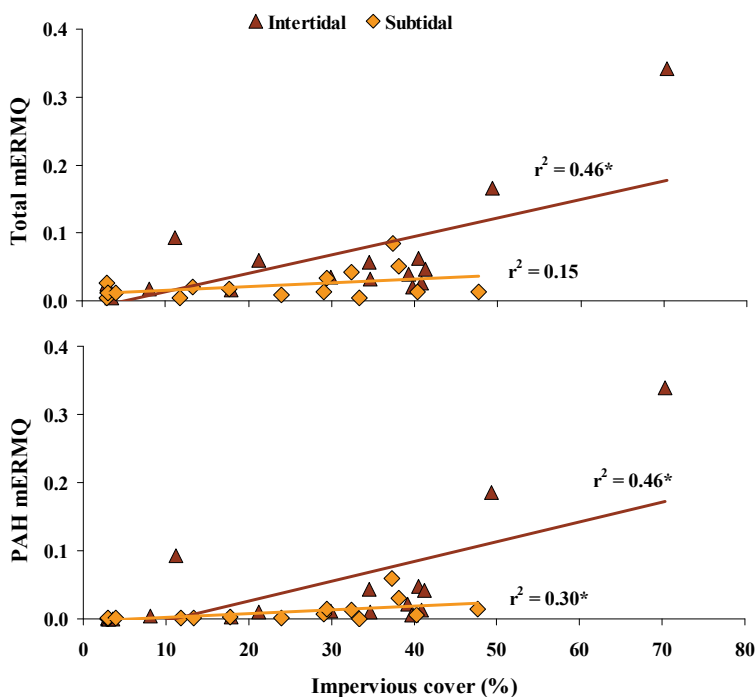 Intertidal Subtidal
0.4
0.3
0.2
0.1
0.0
Total mERMQ
r² = 0.46*
r² = 0.15
0.4
0.3
0.2
0.1
0.0
PAH mERMQ
r² = 0.46*
r² = 0.30*
0 10 20 30 40 50 60 70 80
Impervious cover (%)